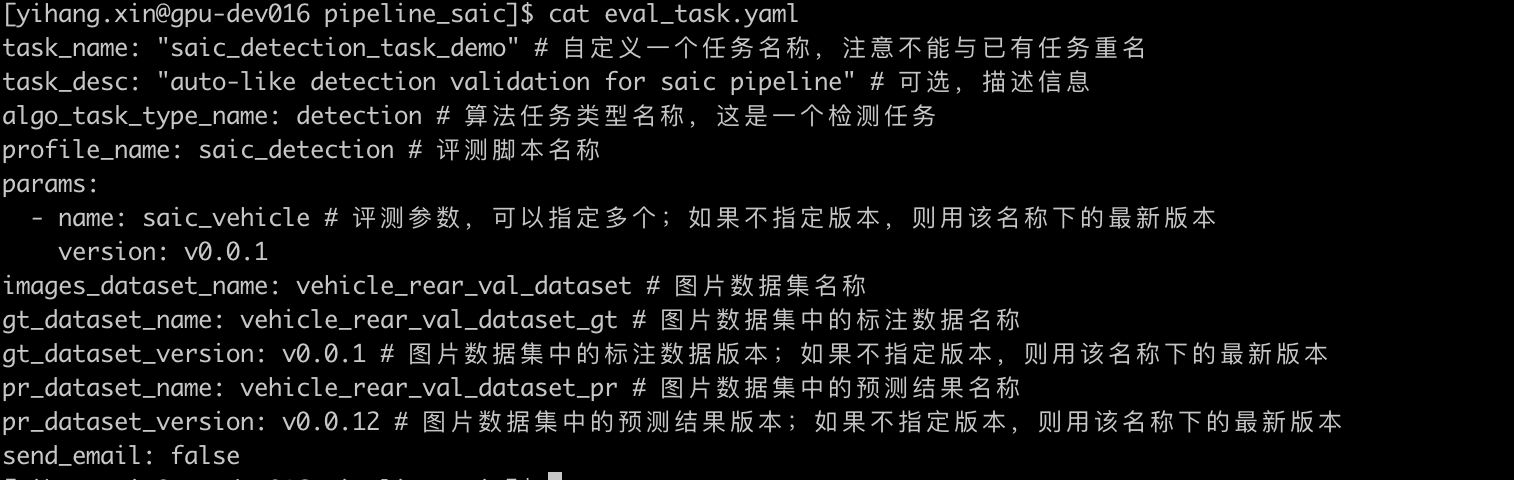 [yihang.xin@gpu-dev016 pipeline_saic]$ cat eval_task.yaml
task_name: "saic_detection_task_demo" # 自定义一个任务名称，注意不能与已有任务重名
task_desc: "auto-like detection validation for saic pipeline" # 可选，描述信息
algo_task_type_name: detection # 算法任务类型名称，这是一个检测任务
profile_name: saic_detection # 评测脚本名称
params:
  - name: saic_vehicle # 评测参数，可以指定多个；如果不指定版本，则用该名称下的最新版本
    version: v0.0.1
images_dataset_name: vehicle_rear_val_dataset # 图片数据集名称
gt_dataset_name: vehicle_rear_val_dataset_gt # 图片数据集中的标注数据名称
gt_dataset_version: v0.0.1 # 图片数据集中的标注数据版本；如果不指定版本，则用该名称下的最新版本
pr_dataset_name: vehicle_rear_val_dataset_pr # 图片数据集中的预测结果名称
pr_dataset_version: v0.0.12 # 图片数据集中的预测结果版本；如果不指定版本，则用该名称下的最新版本
send_email: false